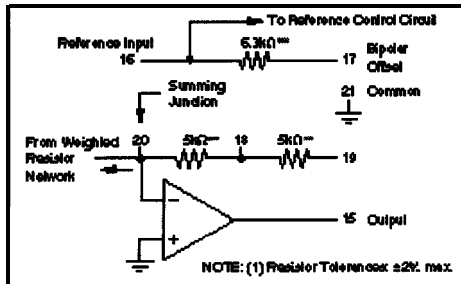 To Reference Control Circuit
Reference Input
16
6.3kΩ
17
Bipolar
Offset
21 Common
Summing
Junction
From Weighted
Resistor
Network
20
5kΩ
18
5kΩ
19
−
+
15 Output
NOTE: (1) Resistor Tolerances ±2% max.